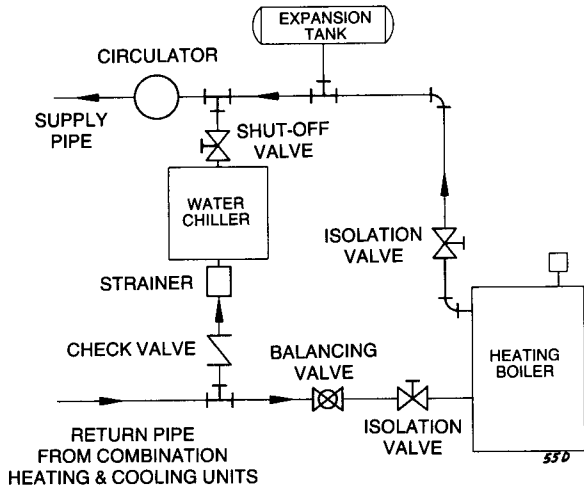 EXPANSION
TANK
CIRCULATOR
SUPPLY
PIPE
SHUT-OFF
VALVE
WATER
CHILLER
ISOLATION
VALVE
STRAINER
CHECK VALVE
BALANCING
VALVE
HEATING
BOILER
ISOLATION
VALVE
RETURN PIPE
FROM COMBINATION
HEATING & COOLING UNITS
55D